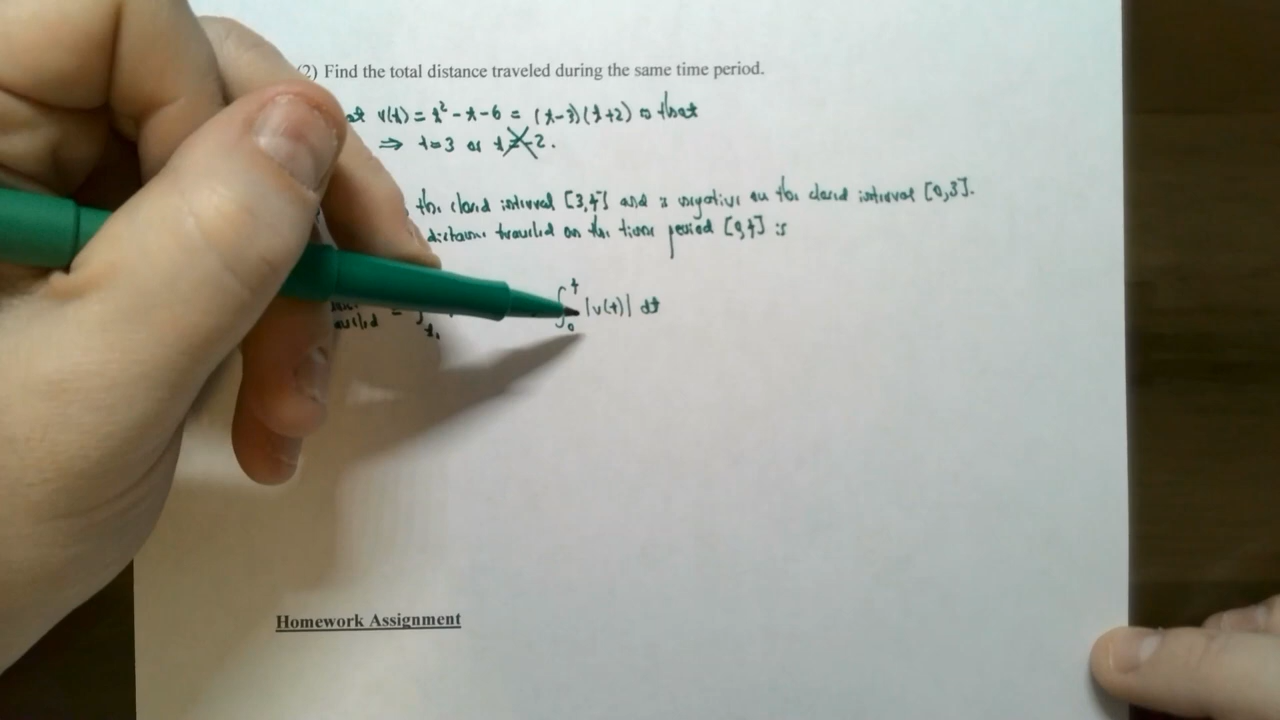 (2) Find the total distance traveled during the same time period.
v(t) = t² - t - 6 = (t-3)(t+2) so that
⇒ t=3 or t=-2.
the closed interval [3,4] and is negative on the closed interval [0,3].
distance traveled on the time period [0,4] is
= ∫ t₀ ∫₀⁴ |v(t)| dt
Homework Assignment